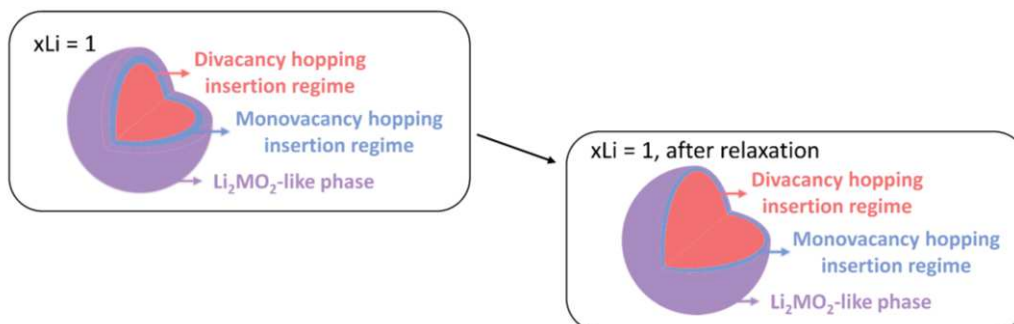 xLi = 1
Divacancy hopping
insertion regime
Monovacancy hopping
insertion regime
Li₂MO₂-like phase
xLi = 1, after relaxation
Divacancy hopping
insertion regime
Monovacancy hopping
insertion regime
Li₂MO₂-like phase